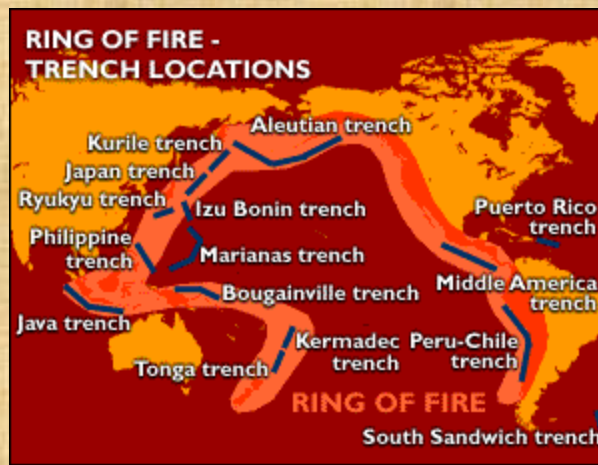 RING OF FIRE -
TRENCH LOCATIONS
Aleutian trench
Kurile trench
Japan trench
Ryukyu trench
Izu Bonin trench
Puerto Rico
trench
Philippine
trench
Marianas trench
Middle America
trench
Bougainville trench
Java trench
Kermadec
trench
Peru-Chile
trench
Tonga trench
RING OF FIRE
South Sandwich trench